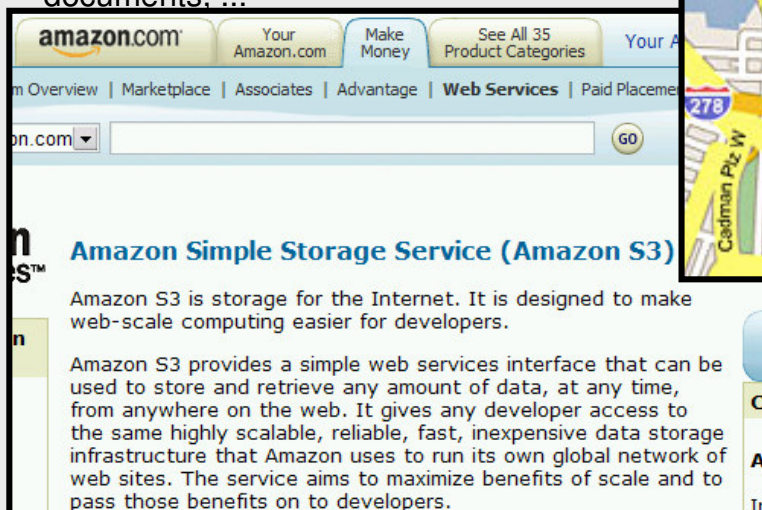 documents, ...
amazon.com Your Amazon.com Make Money See All 35 Product Categories Your A
m Overview | Marketplace | Associates | Advantage | Web Services | Paid Placeme
on.com GO
278
Cadman Plz W
n
es™
Amazon Simple Storage Service (Amazon S3)
Amazon S3 is storage for the Internet. It is designed to make
web-scale computing easier for developers.
n
Amazon S3 provides a simple web services interface that can be
used to store and retrieve any amount of data, at any time,
from anywhere on the web. It gives any developer access to
the same highly scalable, reliable, fast, inexpensive data storage
infrastructure that Amazon uses to run its own global network of
web sites. The service aims to maximize benefits of scale and to
pass those benefits on to developers.
C
A
In